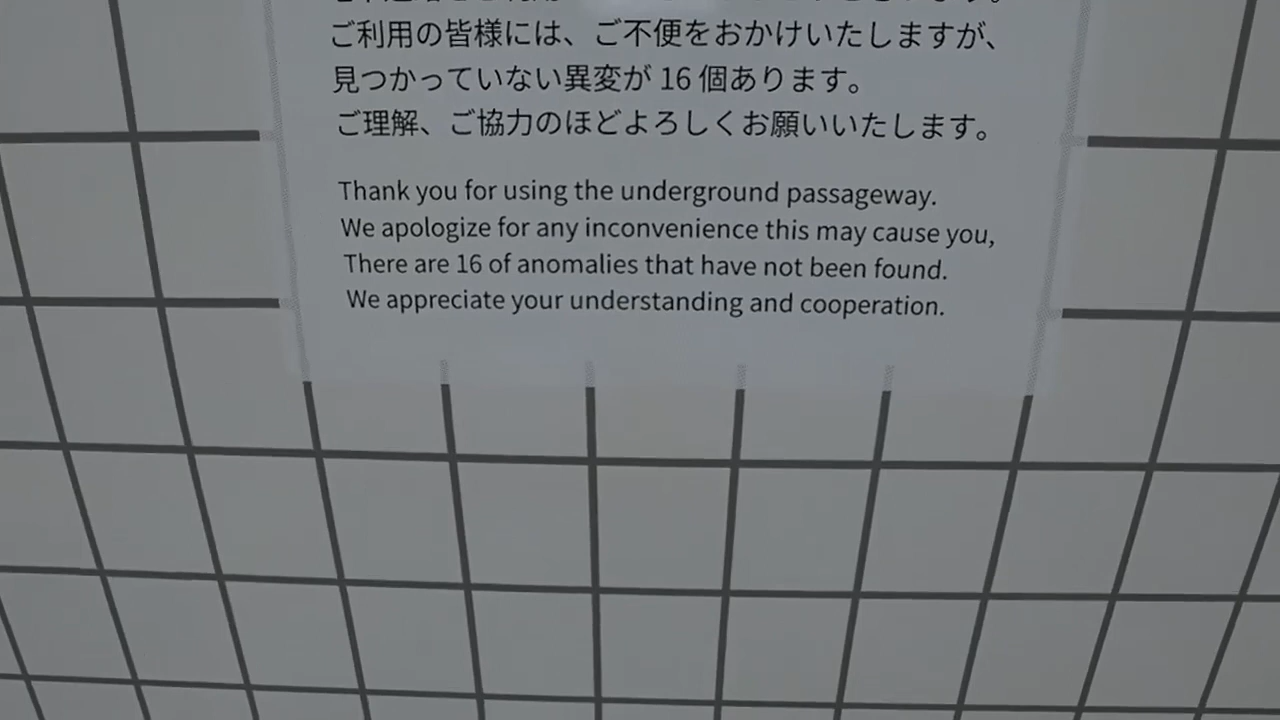 ご利用の皆様には、ご不便をおかけいたしますが、
見つかっていない異変が 16 個あります。
ご理解、ご協力のほどよろしくお願いいたします。
Thank you for using the underground passageway.
We apologize for any inconvenience this may cause you,
There are 16 of anomalies that have not been found.
We appreciate your understanding and cooperation.